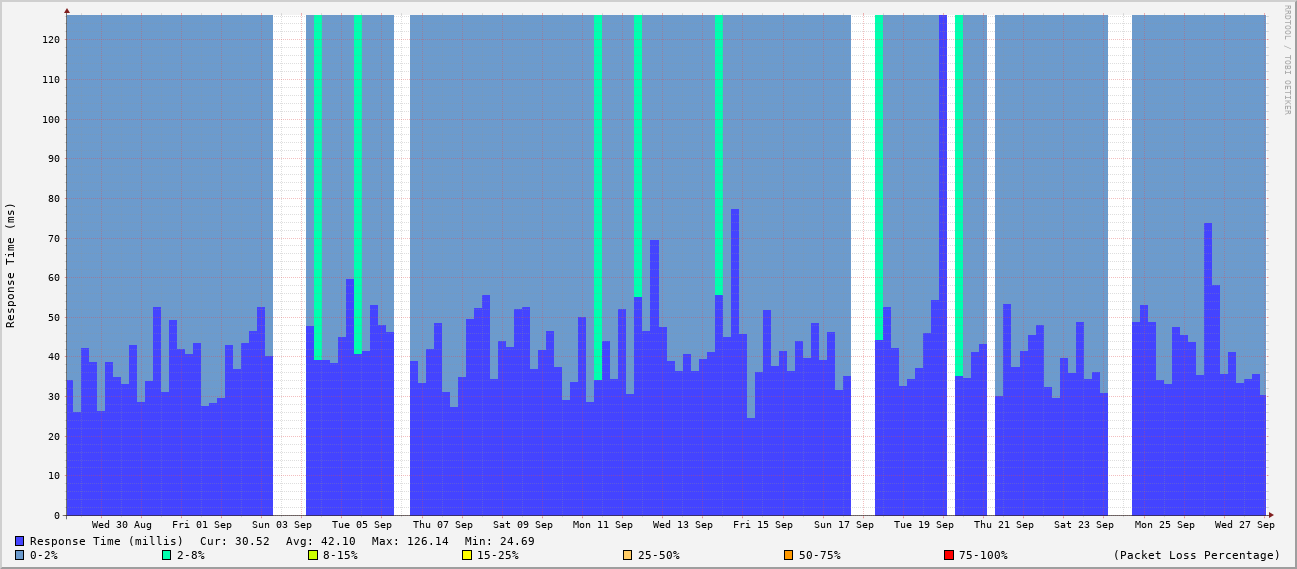 RRDTOOL / TOBI OETIKER
Response Time (ms)
120
110
100
90
80
70
60
50
40
30
20
10
0
Wed 30 Aug Fri 01 Sep Sun 03 Sep Tue 05 Sep Thu 07 Sep Sat 09 Sep Mon 11 Sep Wed 13 Sep Fri 15 Sep Sun 17 Sep Tue 19 Sep Thu 21 Sep Sat 23 Sep Mon 25 Sep Wed 27 Sep
Response Time (millis) Cur: 30.52 Avg: 42.10 Max: 126.14 Min: 24.69
0-2% 2-8% 8-15% 15-25% 25-50% 50-75% 75-100% (Packet Loss Percentage)